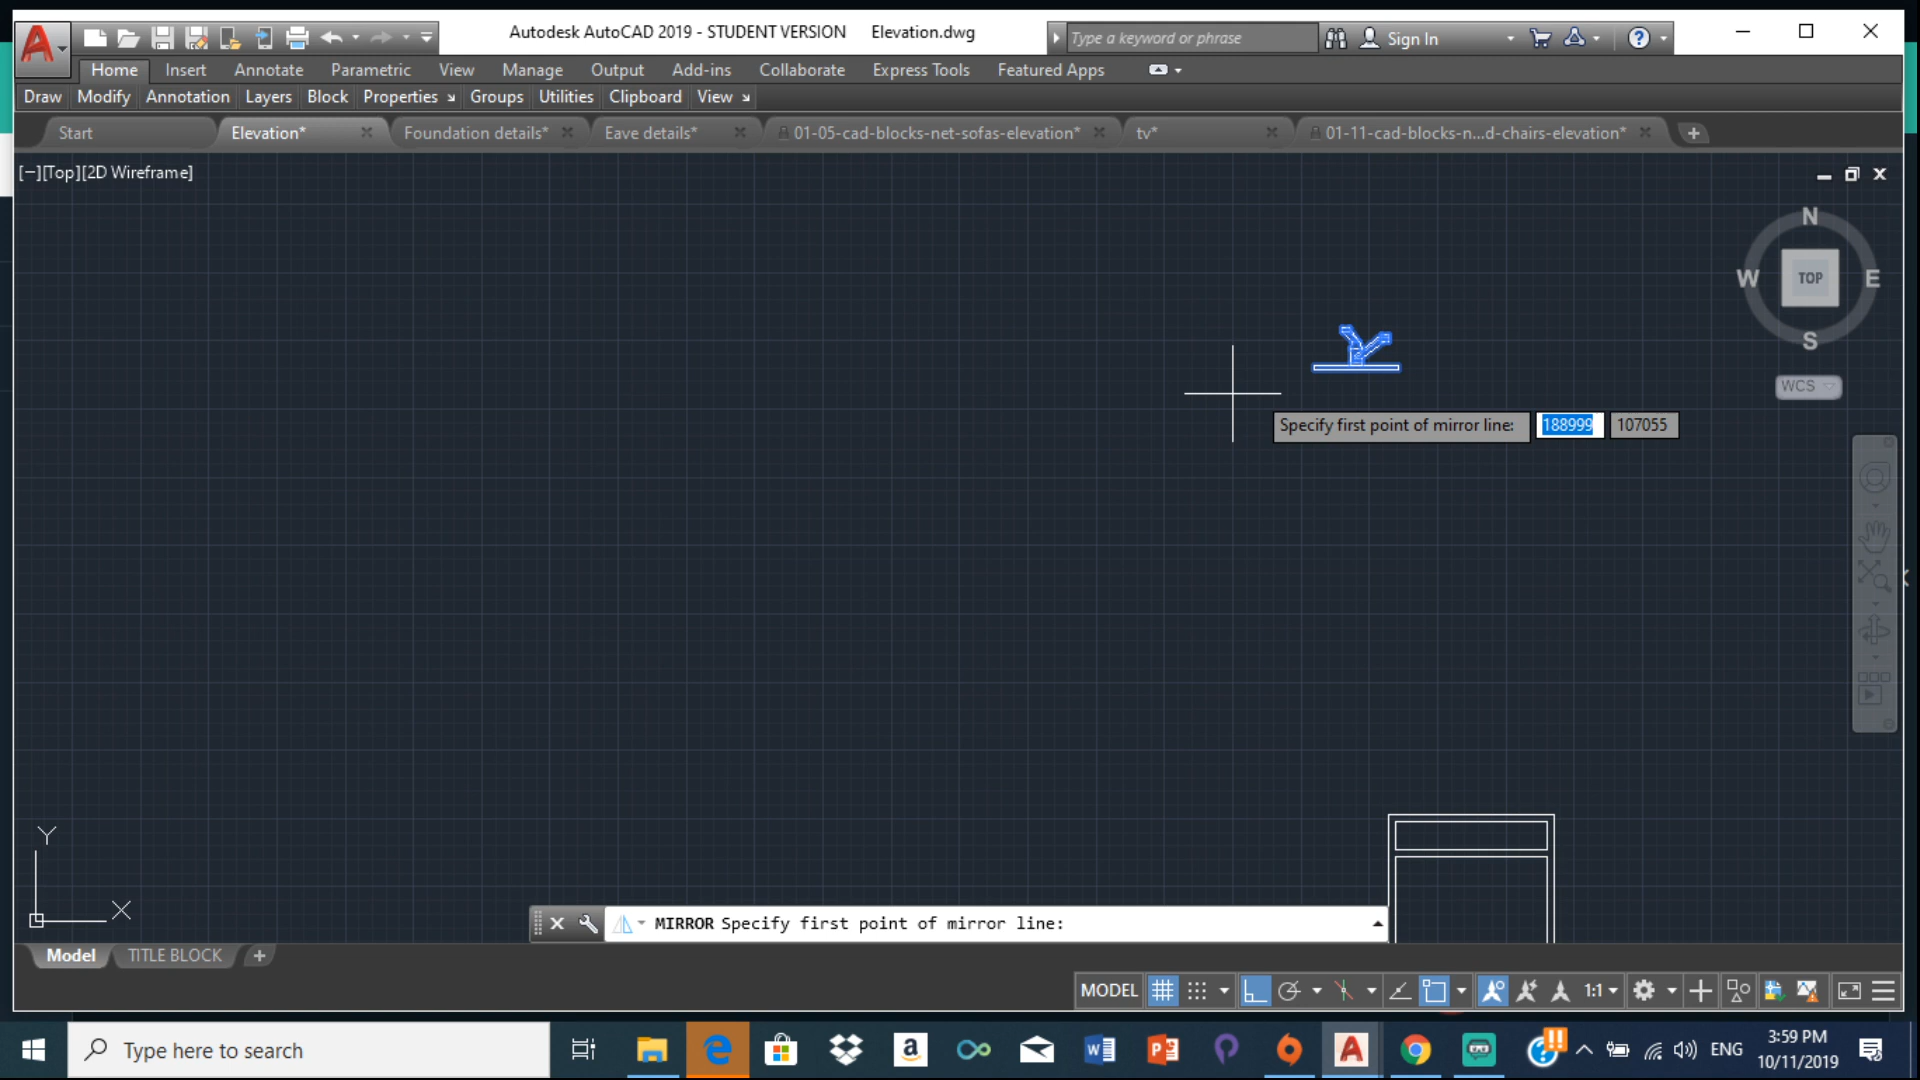 Autodesk AutoCAD 2019 - STUDENT VERSION Elevation.dwg
Type a keyword or phrase
Sign In
Home Insert Annotate Parametric View Manage Output Add-ins Collaborate Express Tools Featured Apps
Draw Modify Annotation Layers Block Properties Groups Utilities Clipboard View
Start Elevation* Foundation details* Eave details* 01-05-cad-blocks-net-sofas-elevation* tv* 01-11-cad-blocks-n...d-chairs-elevation*
[−][Top][2D Wireframe]
N
W TOP E
S
WCS
Specify first point of mirror line: 188999 107055
Y
X
MIRROR Specify first point of mirror line:
Model TITLE BLOCK
MODEL 1:1
Type here to search
ENG
3:59 PM
10/11/2019